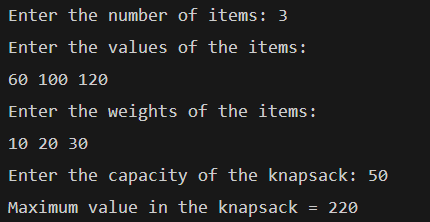 Enter the number of items: 3
Enter the values of the items:
60 100 120
Enter the weights of the items:
10 20 30
Enter the capacity of the knapsack: 50
Maximum value in the knapsack = 220